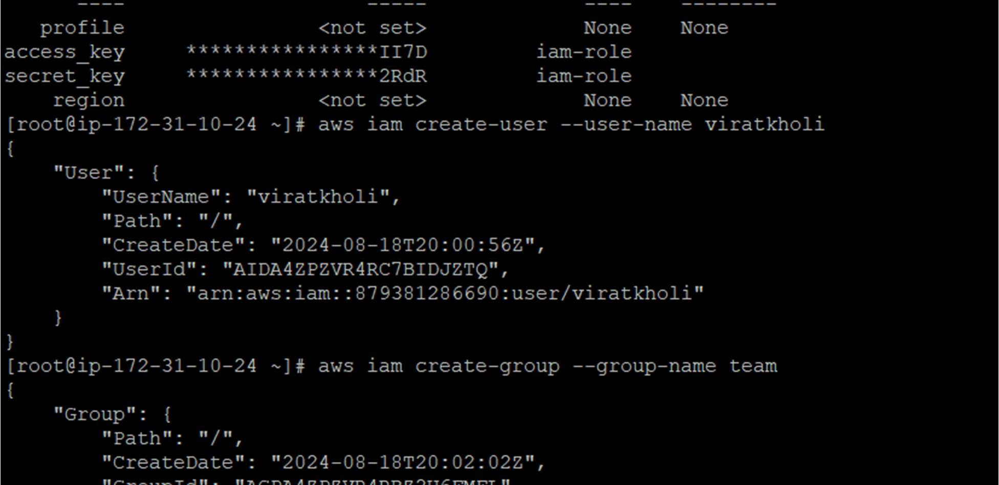 ---- ----- ---- --------
profile <not set> None None
access_key ****************II7D iam-role
secret_key ****************2RdR iam-role
region <not set> None None
[root@ip-172-31-10-24 ~]# aws iam create-user --user-name viratkholi
{
"User": {
"UserName": "viratkholi",
"Path": "/",
"CreateDate": "2024-08-18T20:00:56Z",
"UserId": "AIDA4ZPZVR4RC7BIDJZTQ",
"Arn": "arn:aws:iam::879381286690:user/viratkholi"
}
}
[root@ip-172-31-10-24 ~]# aws iam create-group --group-name team
{
"Group": {
"Path": "/",
"CreateDate": "2024-08-18T20:02:02Z",
"GroupId":